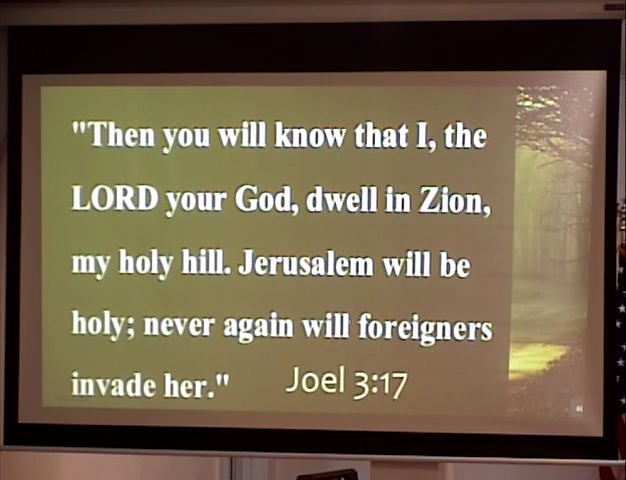 "Then you will know that I, the
LORD your God, dwell in Zion,
my holy hill. Jerusalem will be
holy; never again will foreigners
invade her." Joel 3:17